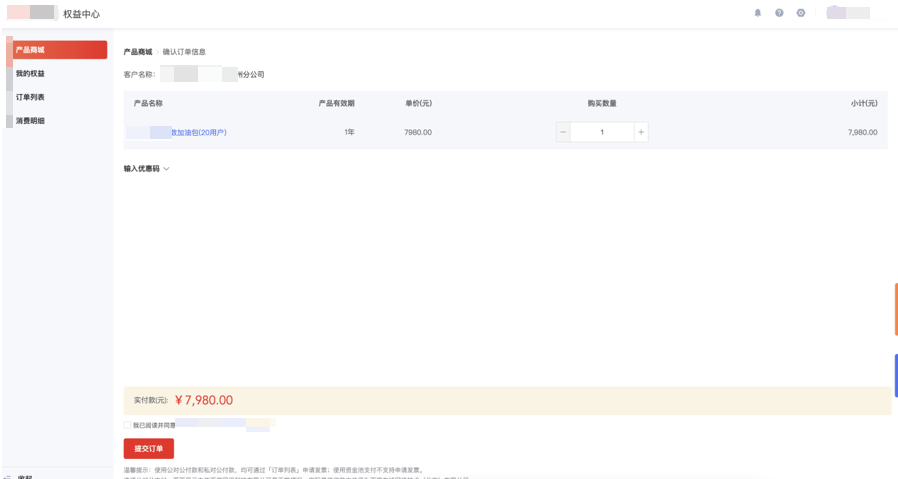 权益中心
产品商城
我的权益
订单列表
消费明细
收起
产品商城 > 确认订单信息
客户名称: 州分公司
产品名称 产品有效期 单价(元) 购买数量 小计(元)
数加油包(20用户) 1年 7980.00 − 1 + 7,980.00
输入优惠码
实付款(元): ¥7,980.00
我已阅读并同意
提交订单
温馨提示: 使用公对公付款和私对公付款, 均可通过「订单列表」申请发票; 使用资金池支付不支持申请发票。